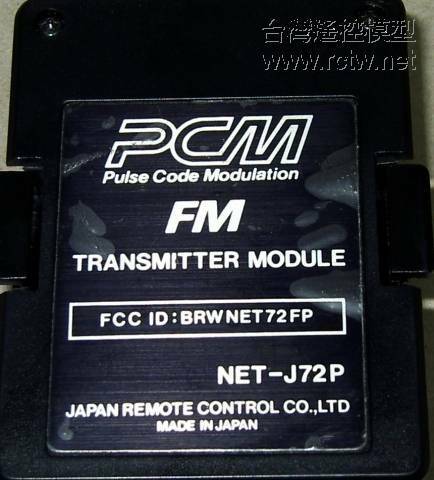 台灣遙控模型
www.rctw.net
PCM
Pulse Code Modulation
FM
TRANSMITTER MODULE
FCC ID:BRWNET72FP
NET-J72P
JAPAN REMOTE CONTROL CO.,LTD
MADE IN JAPAN